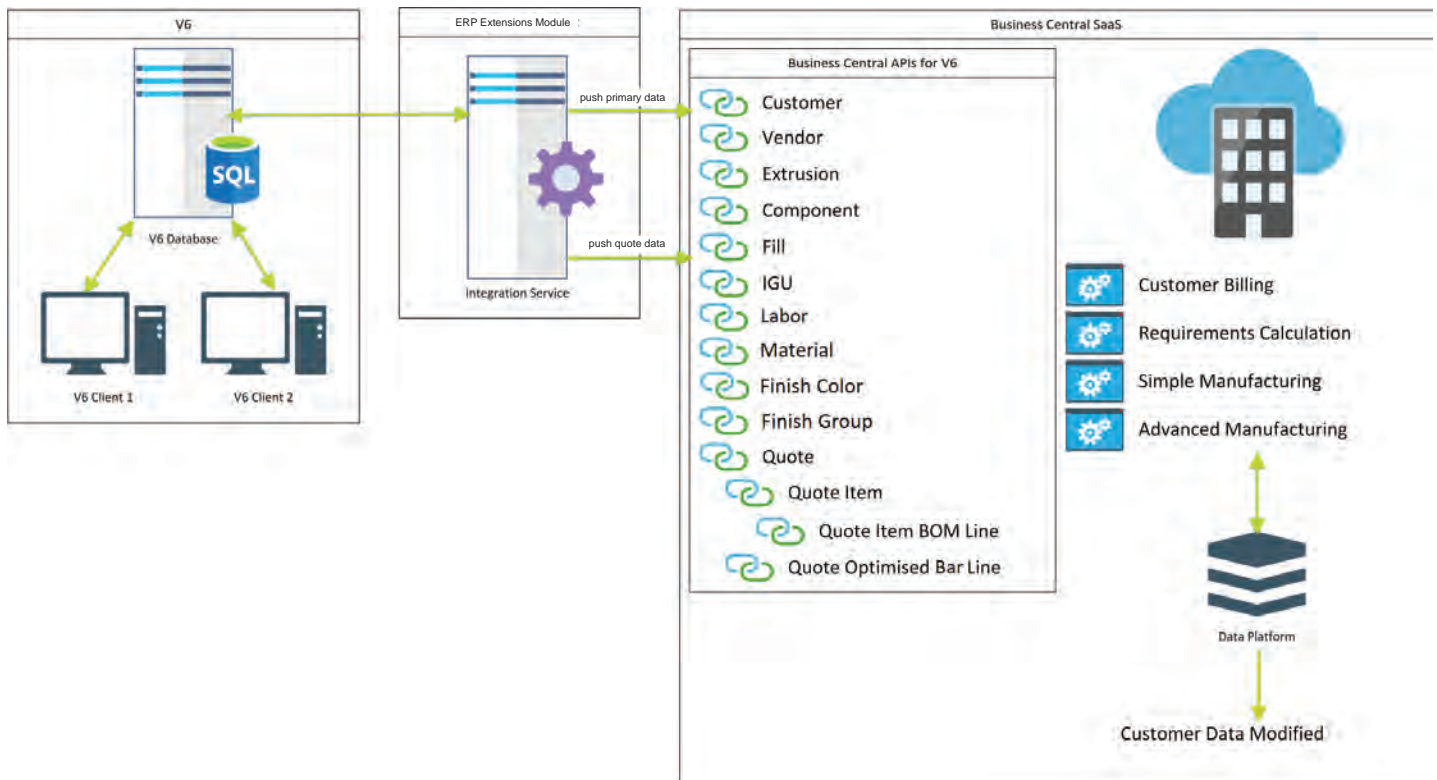 V6
SQL
V6 Database
V6 Client 1
V6 Client 2
ERP Extensions Module
Integration Service
push primary data
push quote data
Business Central SaaS
Business Central APIs for V6
Customer
Vendor
Extrusion
Component
Fill
IGU
Labor
Material
Finish Color
Finish Group
Quote
Quote Item
Quote Item BOM Line
Quote Optimised Bar Line
Customer Billing
Requirements Calculation
Simple Manufacturing
Advanced Manufacturing
Data Platform
Customer Data Modified